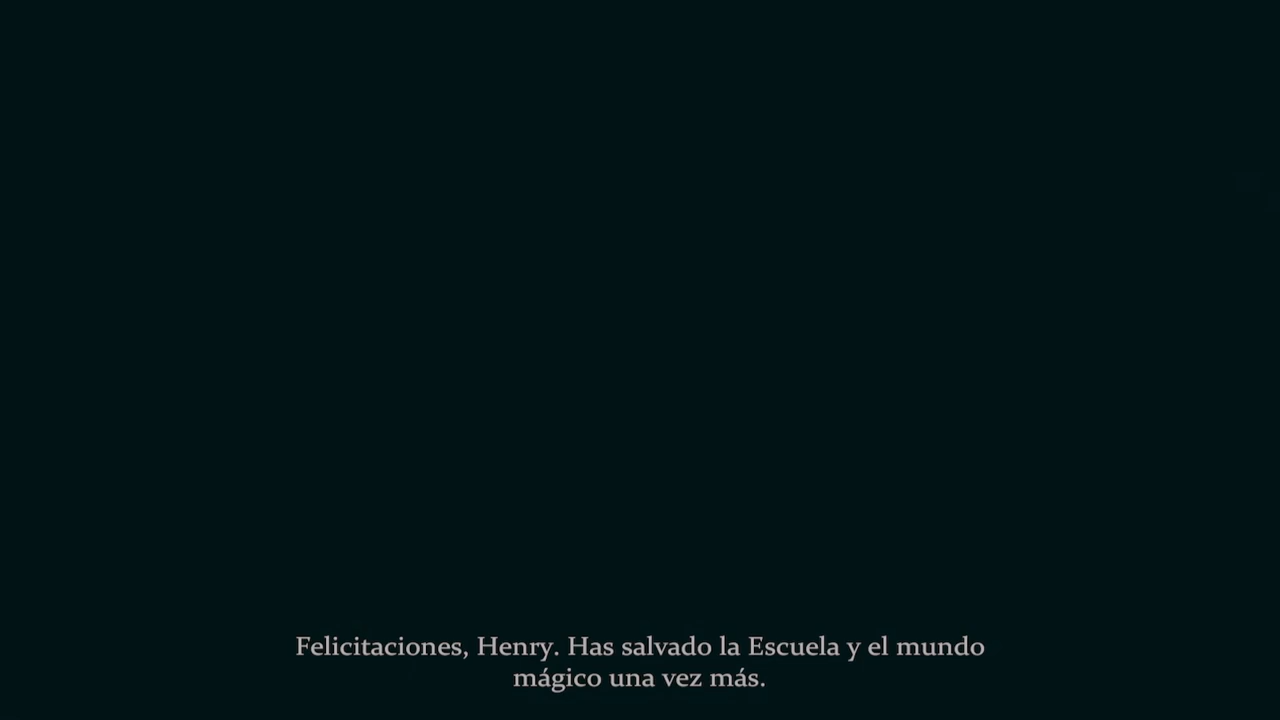 Felicitaciones, Henry. Has salvado la Escuela y el mundo
mágico una vez más.